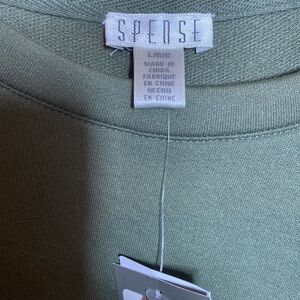 SPENSE
L/G/G
MADE IN
CHINA
FABRIQUE
EN CHINE
HECHO
EN CHINE